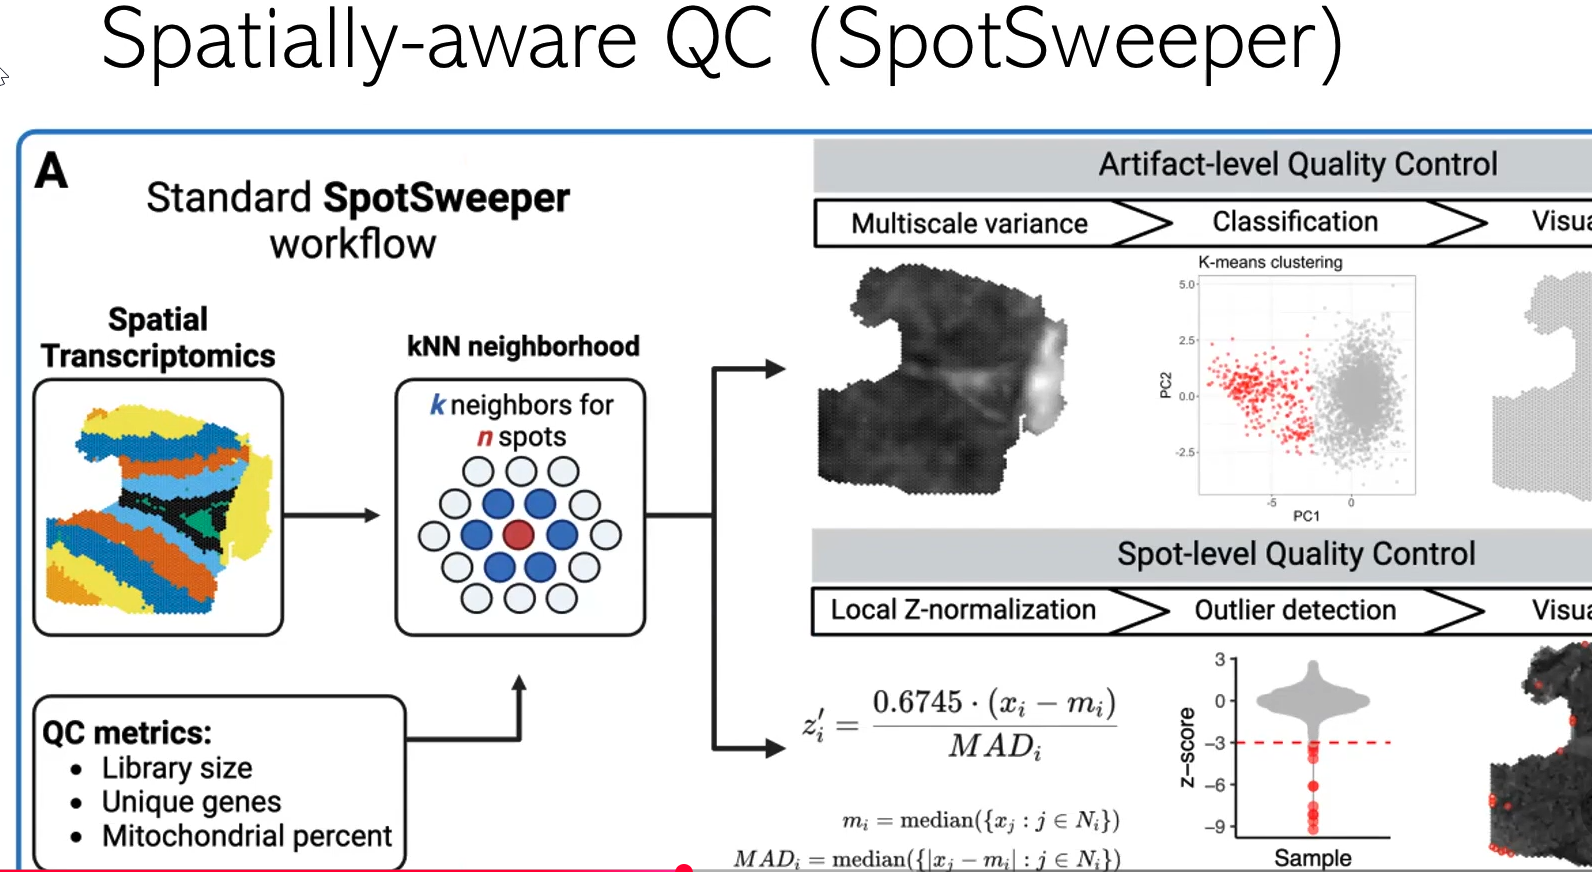 Spatially-aware QC (SpotSweeper)
A
Standard SpotSweeper
workflow
Spatial
Transcriptomics
kNN neighborhood
k neighbors for
n spots
QC metrics:
• Library size
• Unique genes
• Mitochondrial percent
Artifact-level Quality Control
Multiscale variance
Classification
K-means clustering
5.0
2.5
0.0
-2.5
PC2
-5
0
PC1
Spot-level Quality Control
Local Z-normalization
Outlier detection
z′i = 0.6745 · (xi − mi) / MADi
mi = median({xj : j ∈ Ni})
MADi = median({|xj − mi| : j ∈ Ni})
3
0
−3
−6
−9
z−score
Sample